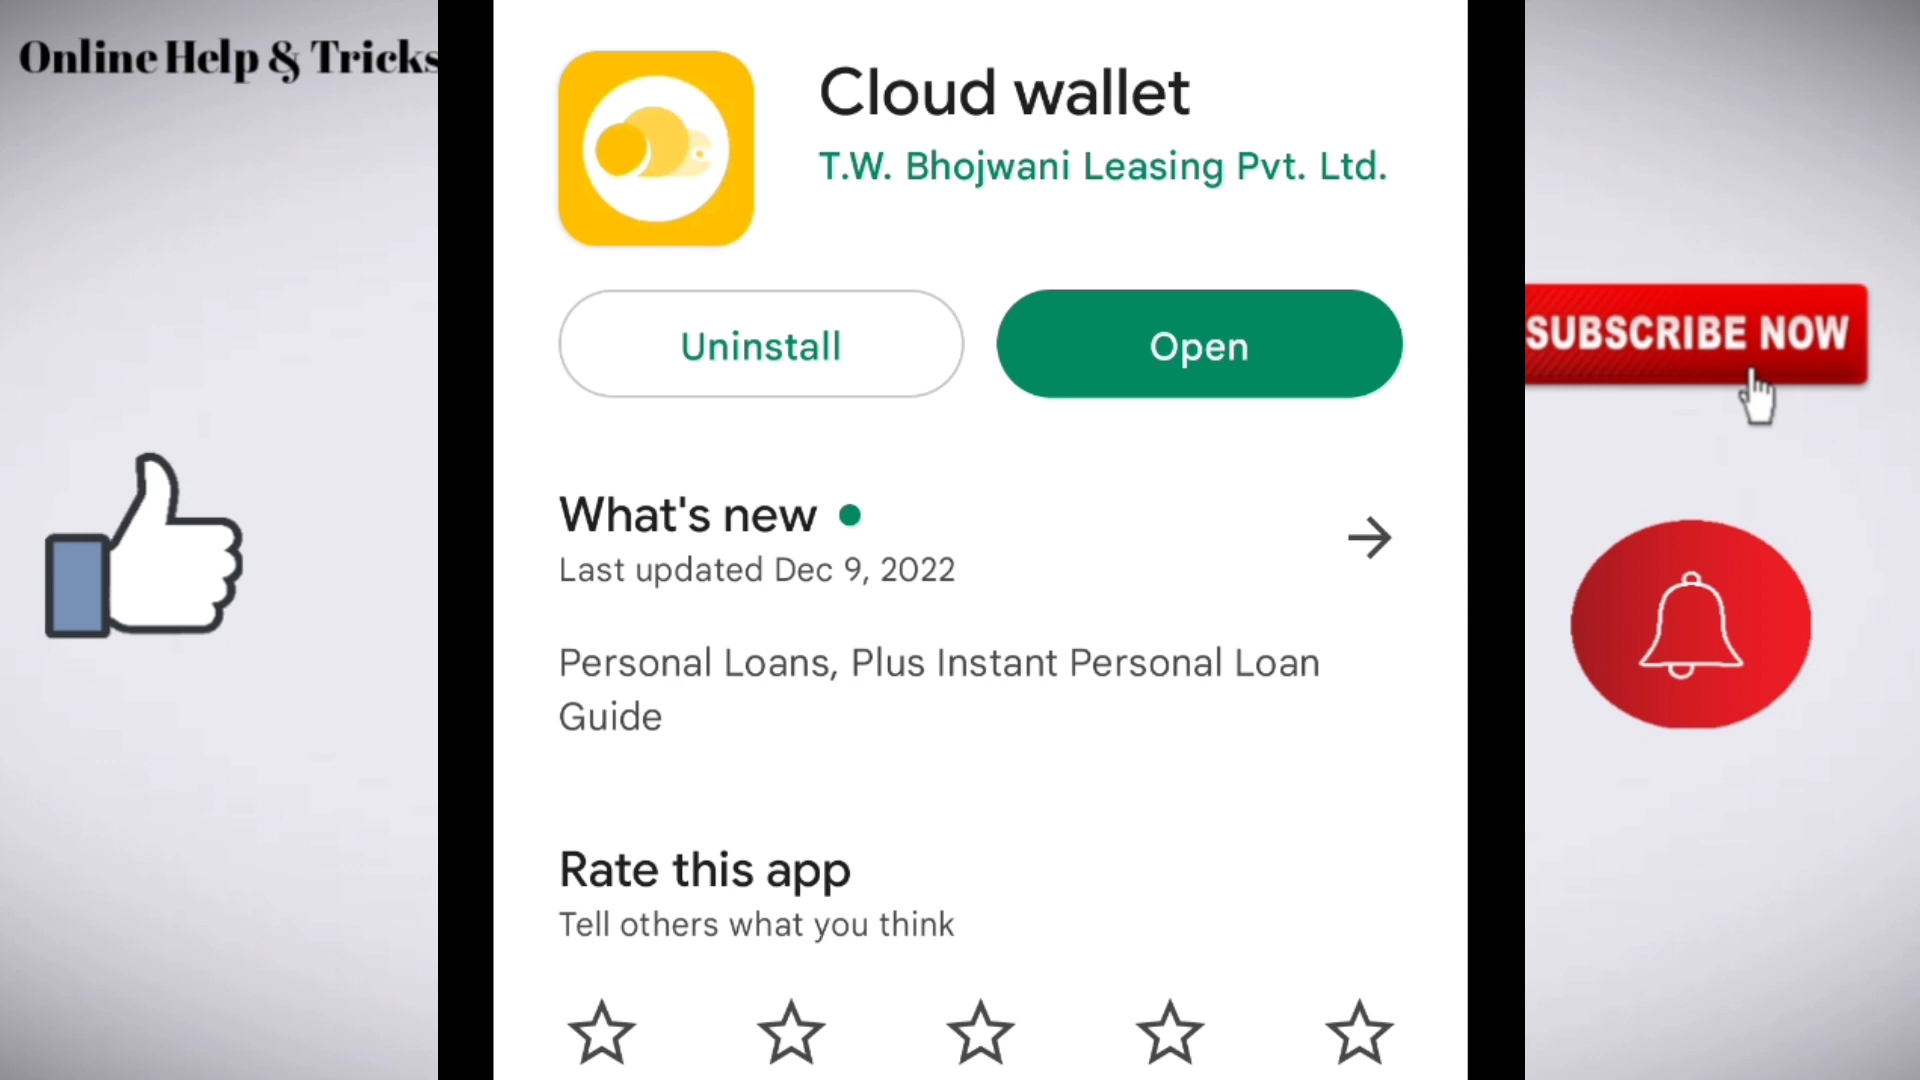 Online Help & Tricks
Cloud wallet
T.W. Bhojwani Leasing Pvt. Ltd.
Uninstall
Open
SUBSCRIBE NOW
What's new
Last updated Dec 9, 2022
Personal Loans, Plus Instant Personal Loan
Guide
Rate this app
Tell others what you think